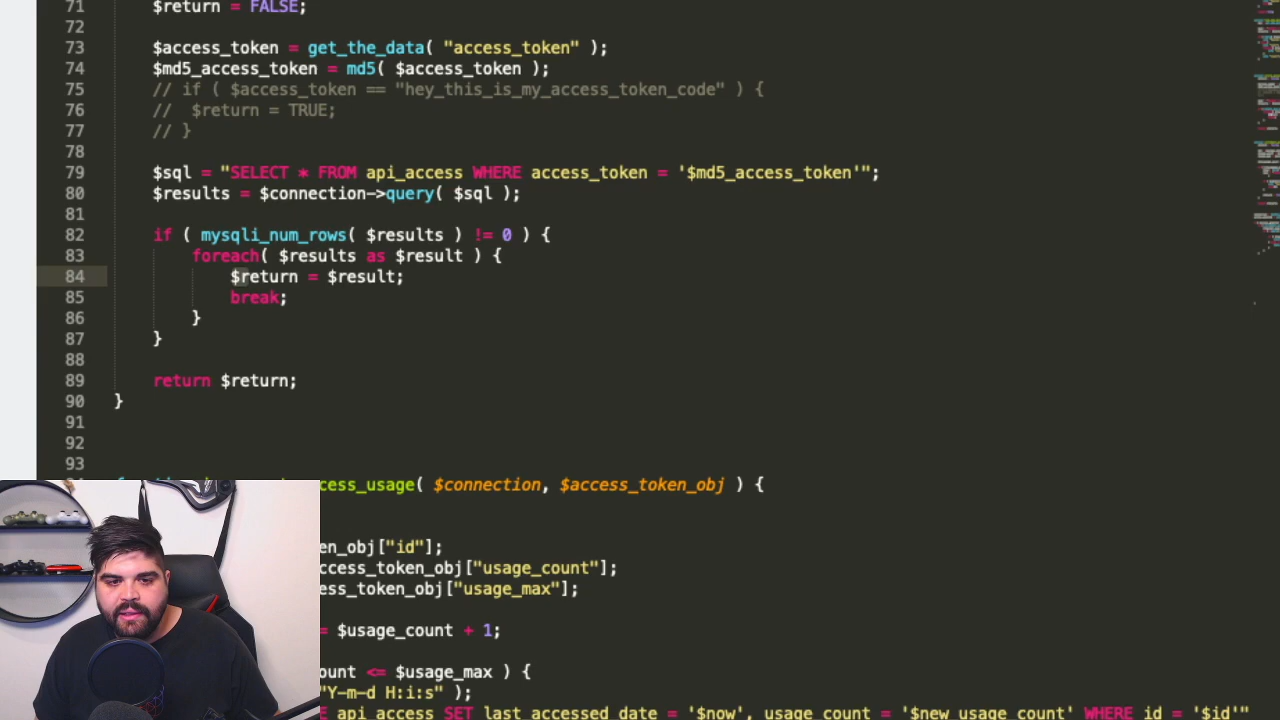 71 $return = FALSE;
72
73 $access_token = get_the_data( "access_token" );
74 $md5_access_token = md5( $access_token );
75 // if ( $access_token == "hey_this_is_my_access_token_code" ) {
76 //  $return = TRUE;
77 // }
78
79 $sql = "SELECT * FROM api_access WHERE access_token = '$md5_access_token'";
80 $results = $connection->query( $sql );
81
82 if ( mysqli_num_rows( $results ) != 0 ) {
83 foreach( $results as $result ) {
84 $return = $result;
85 break;
86 }
87 }
88
89 return $return;
90 }
91
92
93
cess_usage( $connection, $access_token_obj ) {
en_obj["id"];
ccess_token_obj["usage_count"];
ess_token_obj["usage_max"];
= $usage_count + 1;
ount <= $usage_max ) {
"Y-m-d H:i:s" );
api_access SET last_accessed_date = '$now', usage_count = '$new_usage_count' WHERE id = '$id'"